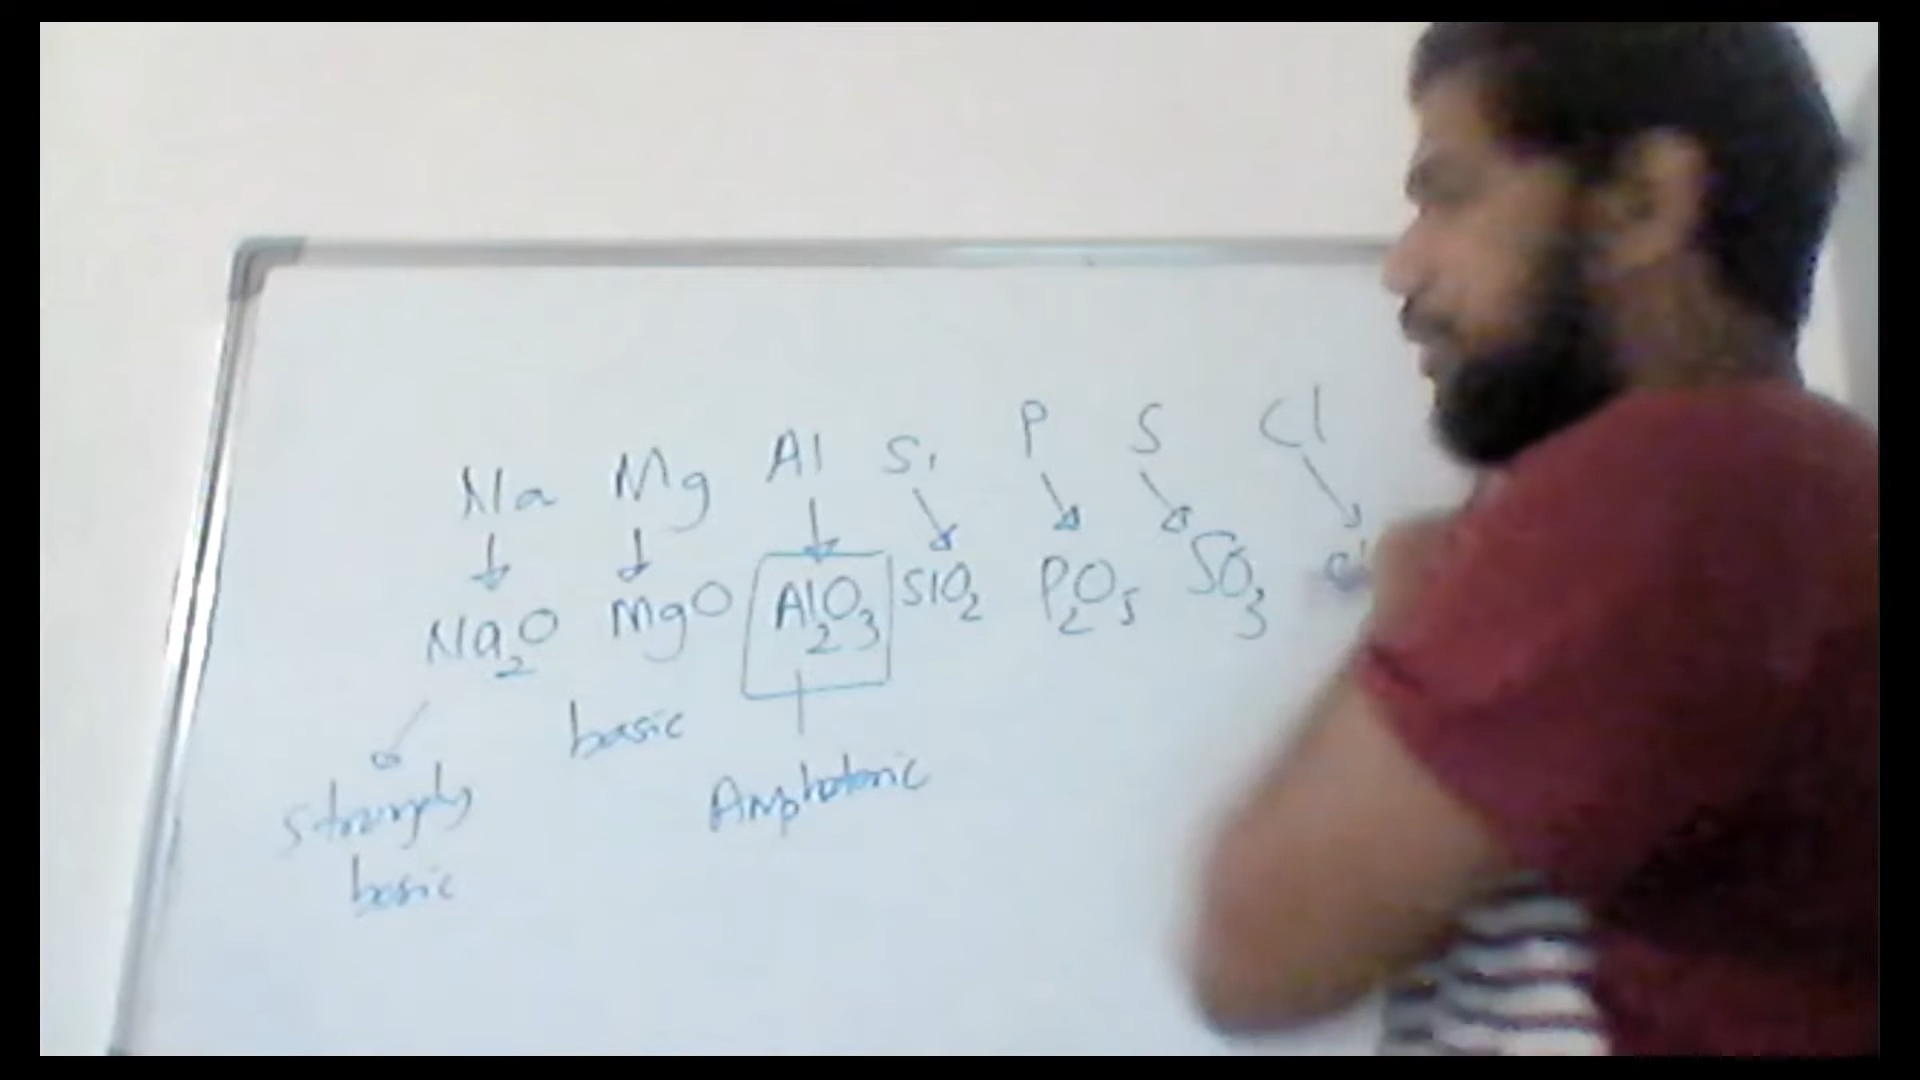 Na Mg Al Si P S Cl
Na2O MgO Al2O3 SiO2 P2O5 SO3
basic
Amphoteric
strongly
basic